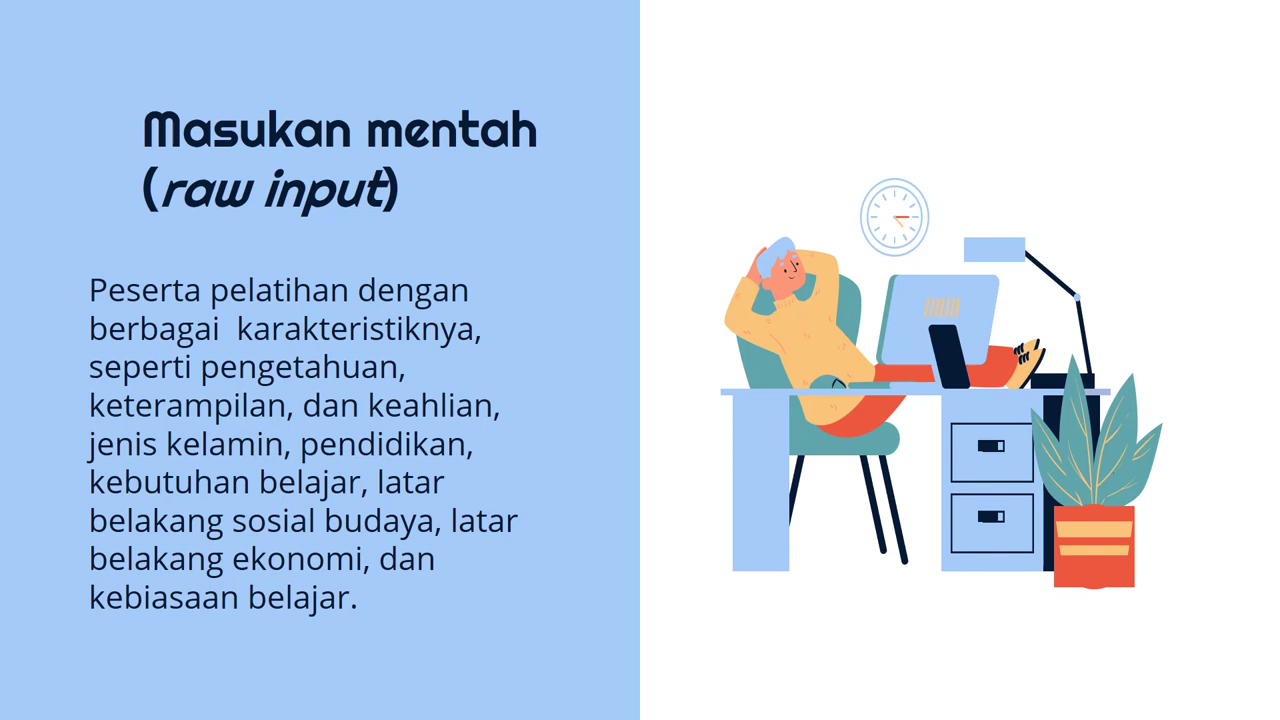 Masukan mentah
(raw input)
Peserta pelatihan dengan
berbagai  karakteristiknya,
seperti pengetahuan,
keterampilan, dan keahlian,
jenis kelamin, pendidikan,
kebutuhan belajar, latar
belakang sosial budaya, latar
belakang ekonomi, dan
kebiasaan belajar.